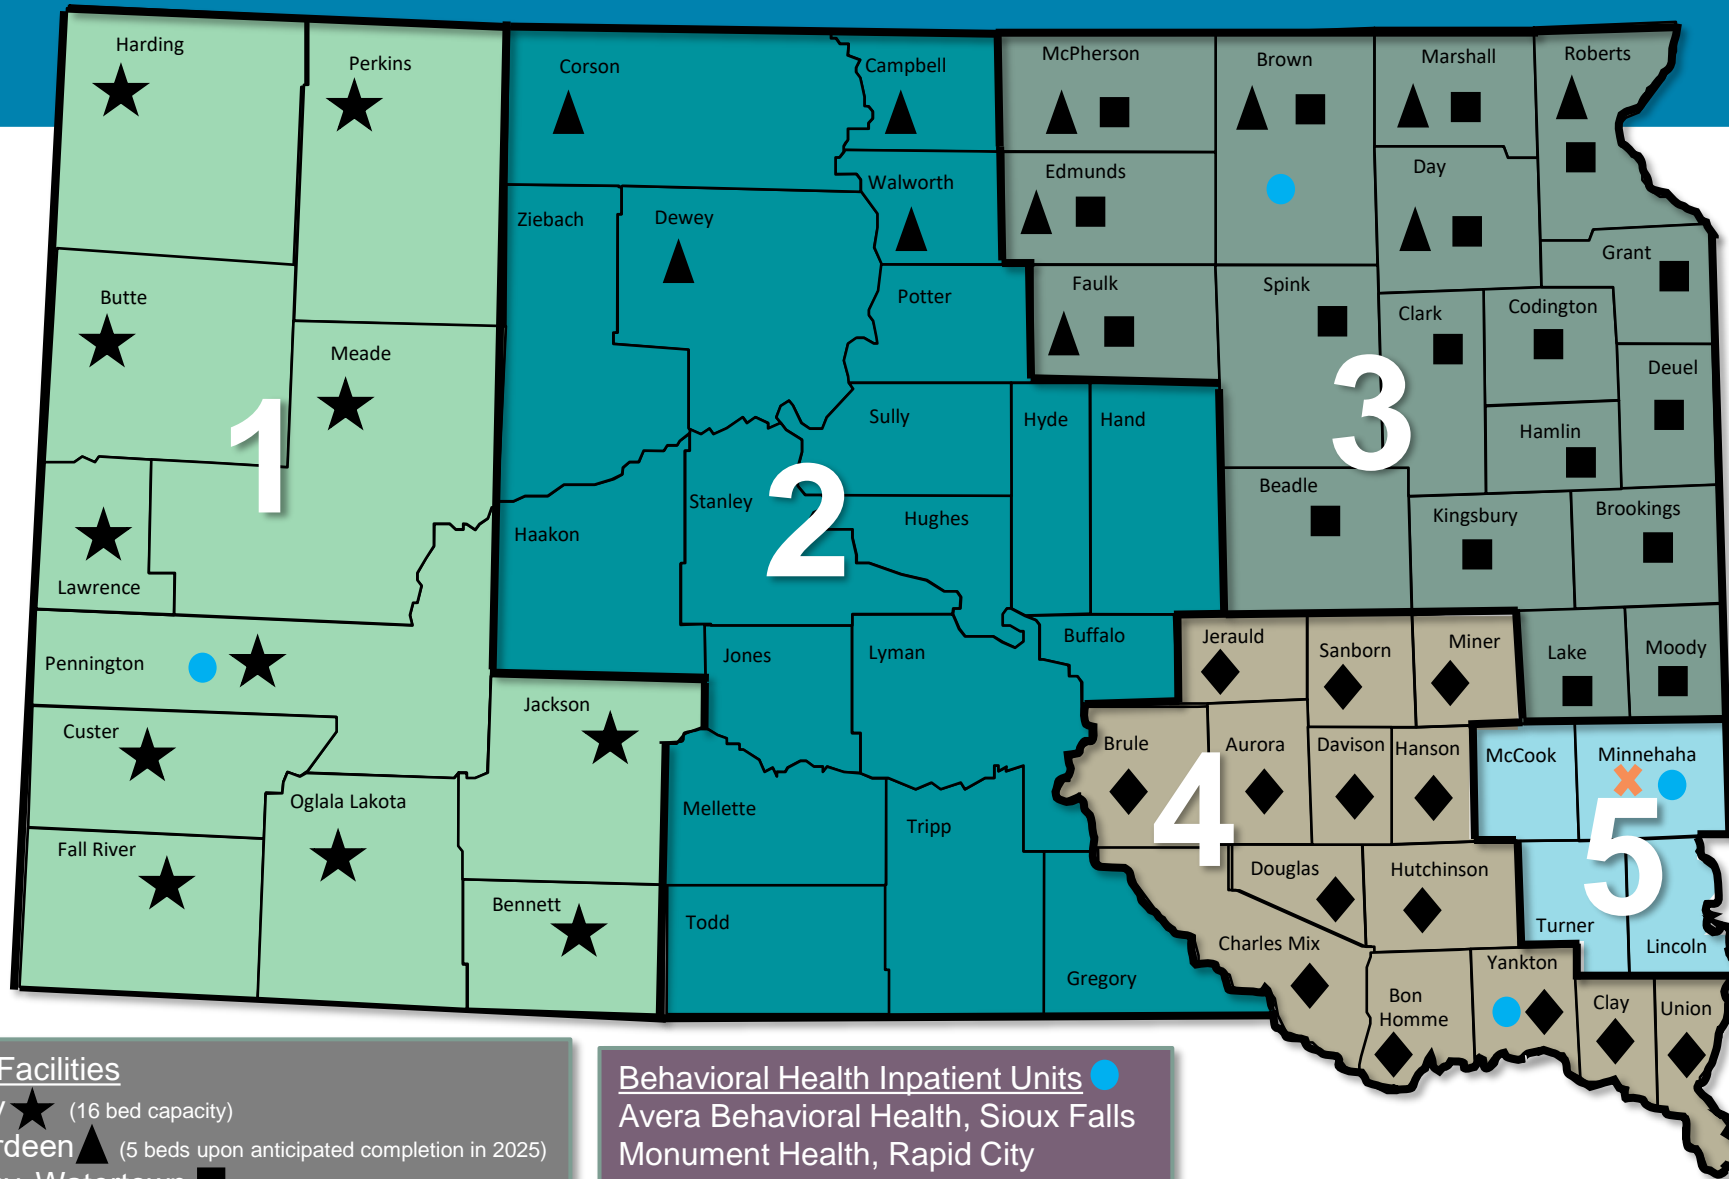 Harding
Perkins
Corson
Campbell
McPherson
Brown
Marshall
Roberts
Ziebach
Dewey
Walworth
Edmunds
Day
Grant
Butte
Meade
Potter
Faulk
Spink
Clark
Codington
Deuel
1
Sully
Hyde
Hand
3
Hamlin
Lawrence
Haakon
Stanley
2
Hughes
Beadle
Kingsbury
Brookings
Pennington
Jones
Lyman
Buffalo
Jerauld
Sanborn
Miner
Lake
Moody
Custer
Jackson
Brule
Aurora
Davison
Hanson
McCook
Minnehaha
Oglala Lakota
Mellette
Tripp
4
5
Fall River
Bennett
Todd
Douglas
Hutchinson
Turner
Lincoln
Charles Mix
Gregory
Yankton
Bon
Homme
Clay
Union
Facilities
(16 bed capacity)
(5 beds upon anticipated completion in 2025)
Behavioral Health Inpatient Units
Avera Behavioral Health, Sioux Falls
Monument Health, Rapid City